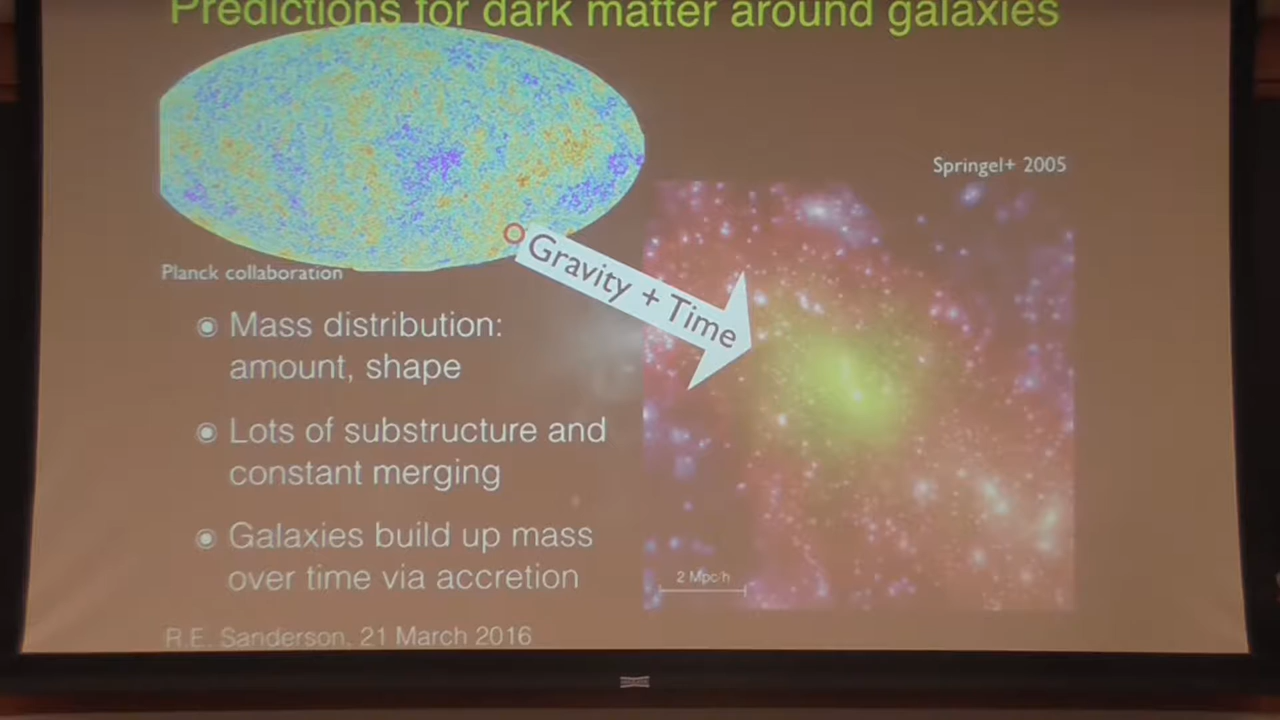 Predictions for dark matter around galaxies
Springel+ 2005
Gravity + Time
Planck collaboration
Mass distribution:
amount, shape
Lots of substructure and
constant merging
Galaxies build up mass
over time via accretion
2 Mpc/h
R.E. Sanderson, 21 March 2016